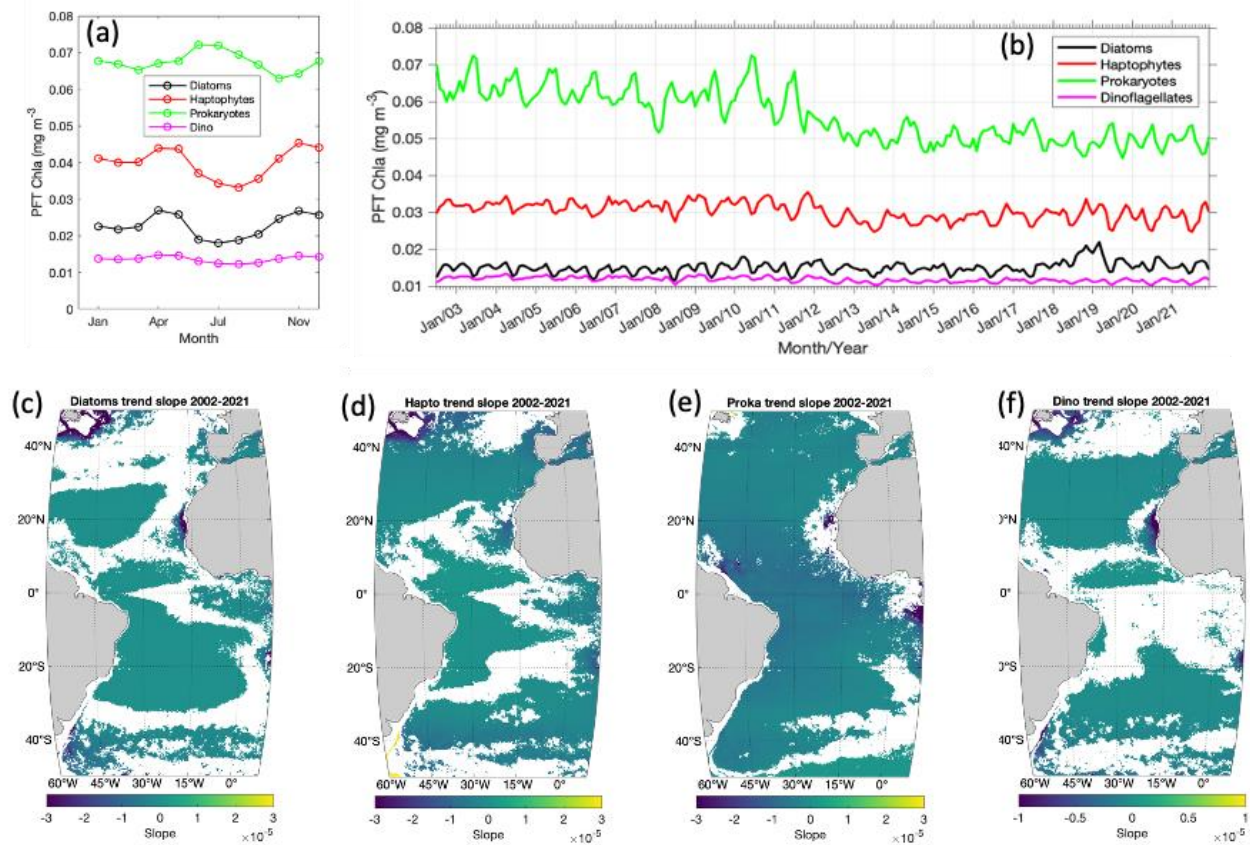 (a)
0.08
0.07
0.06
0.05
0.04
0.03
0.02
0.01
0
PFT Chla (mg m⁻³)
Diatoms
Haptophytes
Prokaryotes
Dino
Jan Apr Jul Nov
Month
(b)
0.08
0.07
0.06
0.05
0.04
0.03
0.02
0.01
PFT Chla (mg m⁻³)
Diatoms
Haptophytes
Prokaryotes
Dinoflagellates
Jan/03 Jan/04 Jan/05 Jan/06 Jan/07 Jan/08 Jan/09 Jan/10 Jan/11 Jan/12 Jan/13 Jan/14 Jan/15 Jan/16 Jan/17 Jan/18 Jan/19 Jan/20 Jan/21
Month/Year
(c)
Diatoms trend slope 2002-2021
40°N
20°N
0°
20°S
40°S
60°W 45°W 30°W 15°W 0°
-3 -2 -1 0 1 2 3
Slope
×10⁻⁵
(d)
Hapto trend slope 2002-2021
40°N
20°N
0°
20°S
40°S
60°W 45°W 30°W 15°W 0°
-3 -2 -1 0 1 2 3
Slope
×10⁻⁵
(e)
Proka trend slope 2002-2021
40°N
20°N
0°
20°S
40°S
60°W 45°W 30°W 15°W 0°
-3 -2 -1 0 1 2 3
Slope
×10⁻⁵
(f)
Dino trend slope 2002-2021
40°N
0°N
0°
20°S
40°S
60°W 45°W 30°W 15°W 0°
-1 -0.5 0 0.5 1
Slope
×10⁻⁵